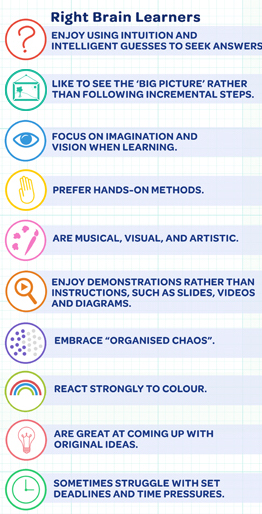 Right Brain Learners
ENJOY USING INTUITION AND
INTELLIGENT GUESSES TO SEEK ANSWERS
LIKE TO SEE THE ‘BIG PICTURE’ RATHER
THAN FOLLOWING INCREMENTAL STEPS.
FOCUS ON IMAGINATION AND
VISION WHEN LEARNING.
PREFER HANDS-ON METHODS.
ARE MUSICAL, VISUAL, AND ARTISTIC.
ENJOY DEMONSTRATIONS RATHER THAN
INSTRUCTIONS, SUCH AS SLIDES, VIDEOS
AND DIAGRAMS.
EMBRACE “ORGANISED CHAOS”.
REACT STRONGLY TO COLOUR.
ARE GREAT AT COMING UP WITH
ORIGINAL IDEAS.
SOMETIMES STRUGGLE WITH SET
DEADLINES AND TIME PRESSURES.